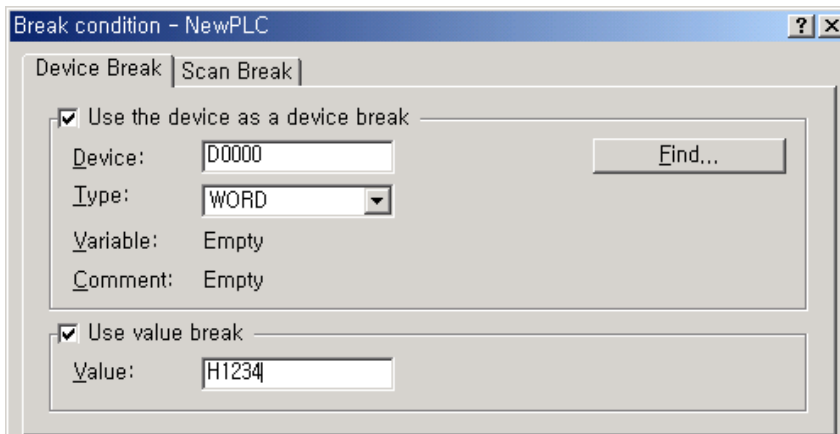 Break condition - NewPLC
Device Break Scan Break
Use the device as a device break
Device: D0000 Find...
Type: WORD
Variable: Empty
Comment: Empty
Use value break
Value: H1234